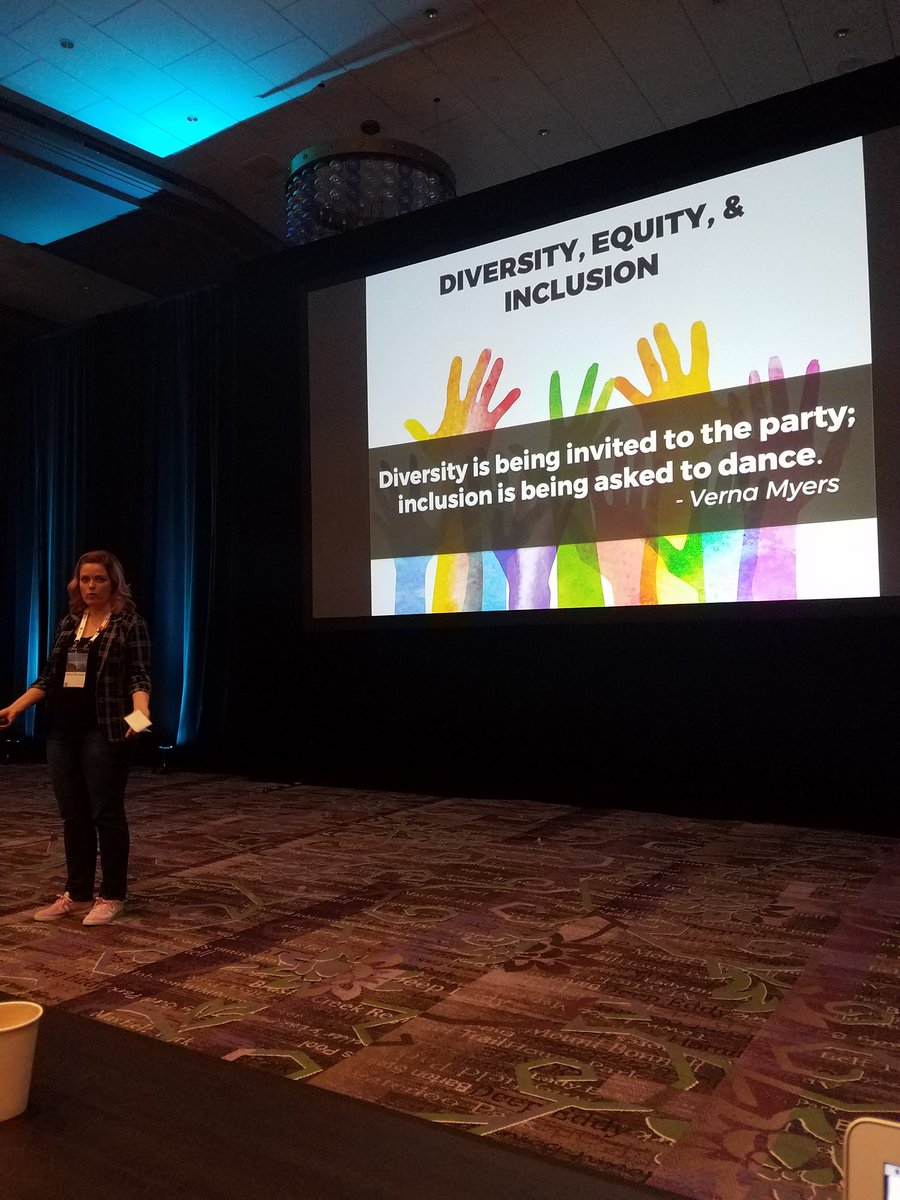 DIVERSITY, EQUITY, &
INCLUSION
Diversity is being invited to the party;
inclusion is being asked to dance.
- Verna Myers